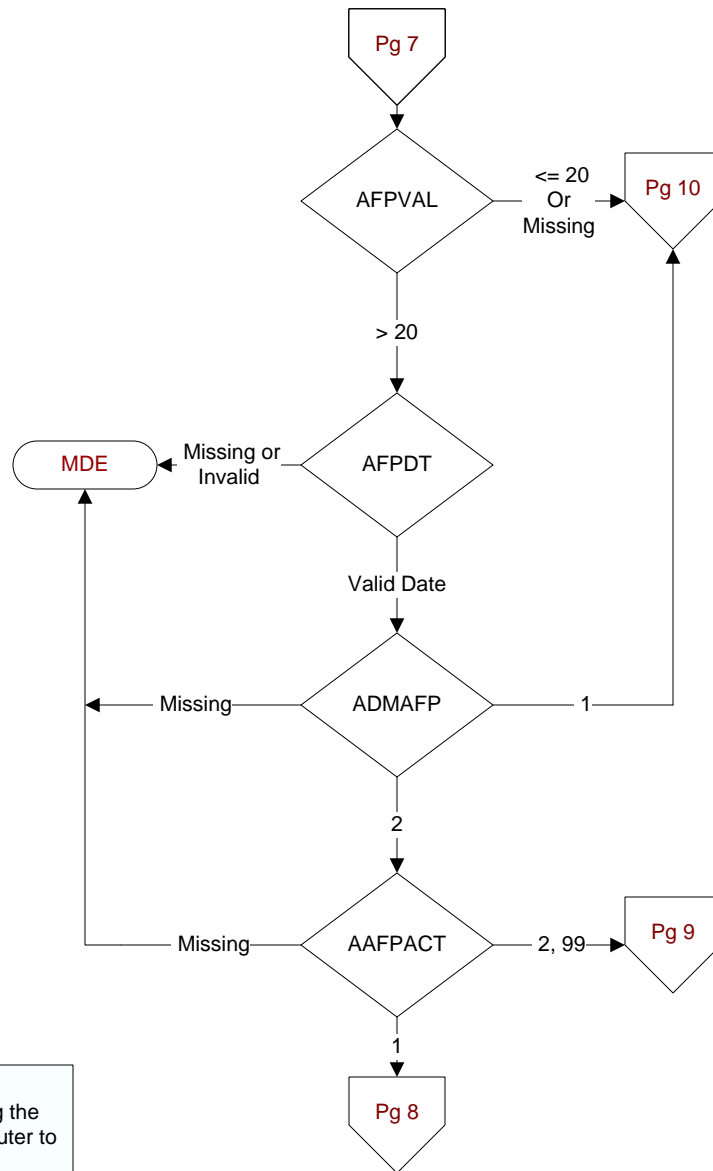 Pg 7
AFPVAL
<= 20
Or
Missing
Pg 10
> 20
AFPDT
Missing or
Invalid
MDE
Valid Date
ADMAFP
Missing
1
2
AAFPACT
Missing
2, 99
Pg 9
1
Pg 8
the
uter to